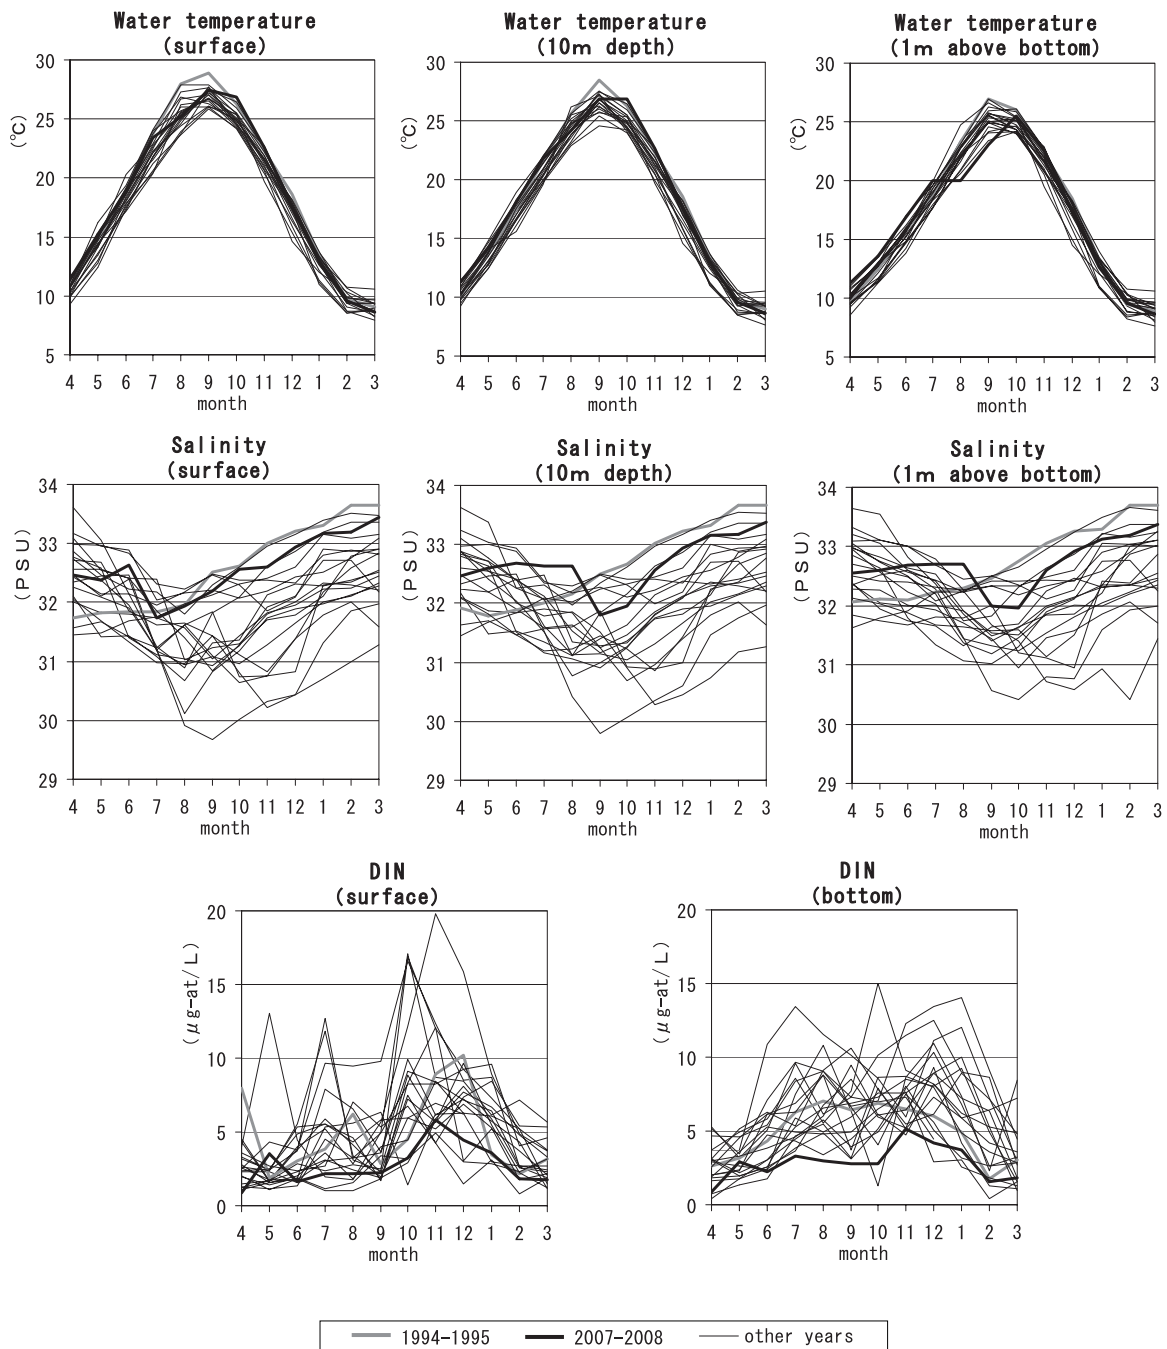 Water temperature
(surface)
Water temperature
(10m depth)
Water temperature
(1m above bottom)
30
25
20
15
10
5
(℃)
4 5 6 7 8 9 10 11 12 1 2 3
month
30
25
20
15
10
5
(℃)
4 5 6 7 8 9 10 11 12 1 2 3
month
30
25
20
15
10
5
(℃)
4 5 6 7 8 9 10 11 12 1 2 3
month
Salinity
(surface)
Salinity
(10m depth)
Salinity
(1m above bottom)
34
33
32
31
30
29
(PSU)
4 5 6 7 8 9 10 11 12 1 2 3
month
34
33
32
31
30
29
(PSU)
4 5 6 7 8 9 10 11 12 1 2 3
month
34
33
32
31
30
29
(PSU)
4 5 6 7 8 9 10 11 12 1 2 3
month
DIN
(surface)
DIN
(bottom)
20
15
10
5
0
(μg-at/L)
4 5 6 7 8 9 10 11 12 1 2 3
month
20
15
10
5
0
(μg-at/L)
4 5 6 7 8 9 10 11 12 1 2 3
month
1994-1995 2007-2008 other years